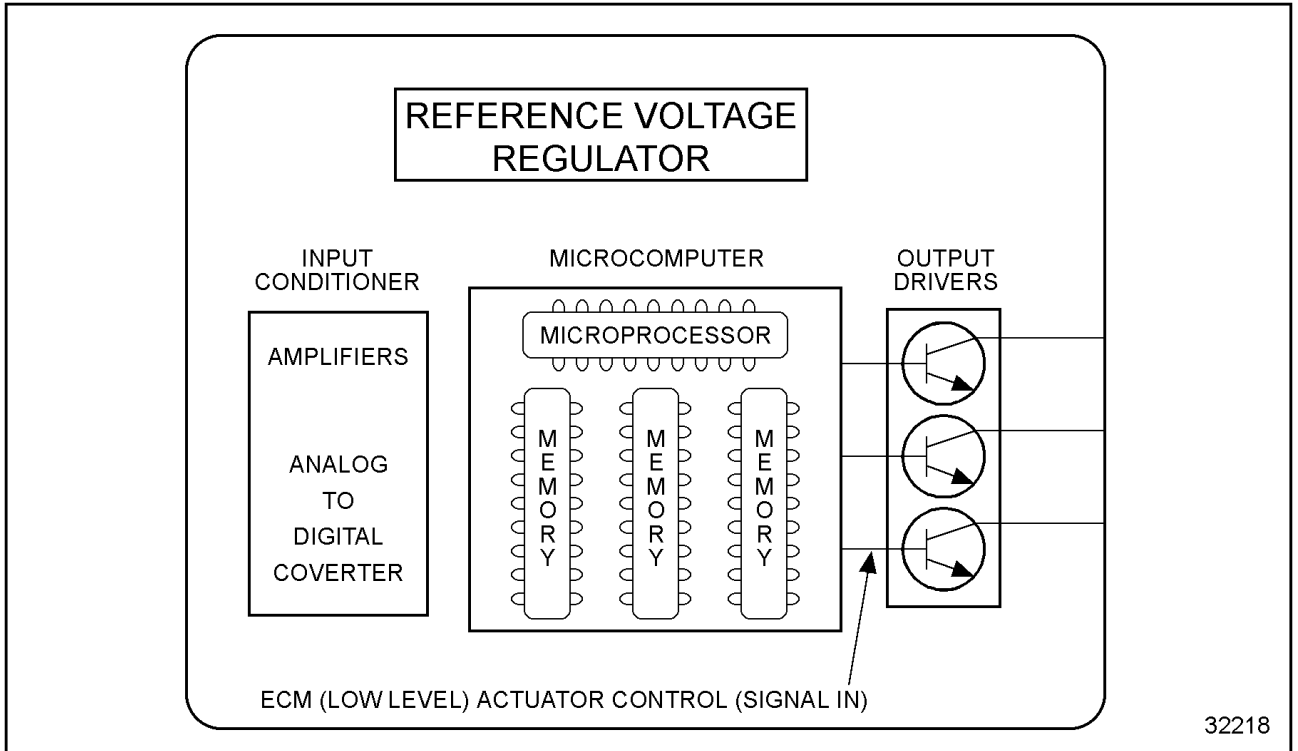 REFERENCE VOLTAGE
REGULATOR
INPUT
CONDITIONER
MICROCOMPUTER
OUTPUT
DRIVERS
AMPLIFIERS
ANALOG
TO
DIGITAL
COVERTER
MICROPROCESSOR
MEMORY
MEMORY
MEMORY
ECM (LOW LEVEL) ACTUATOR CONTROL (SIGNAL IN)
32218